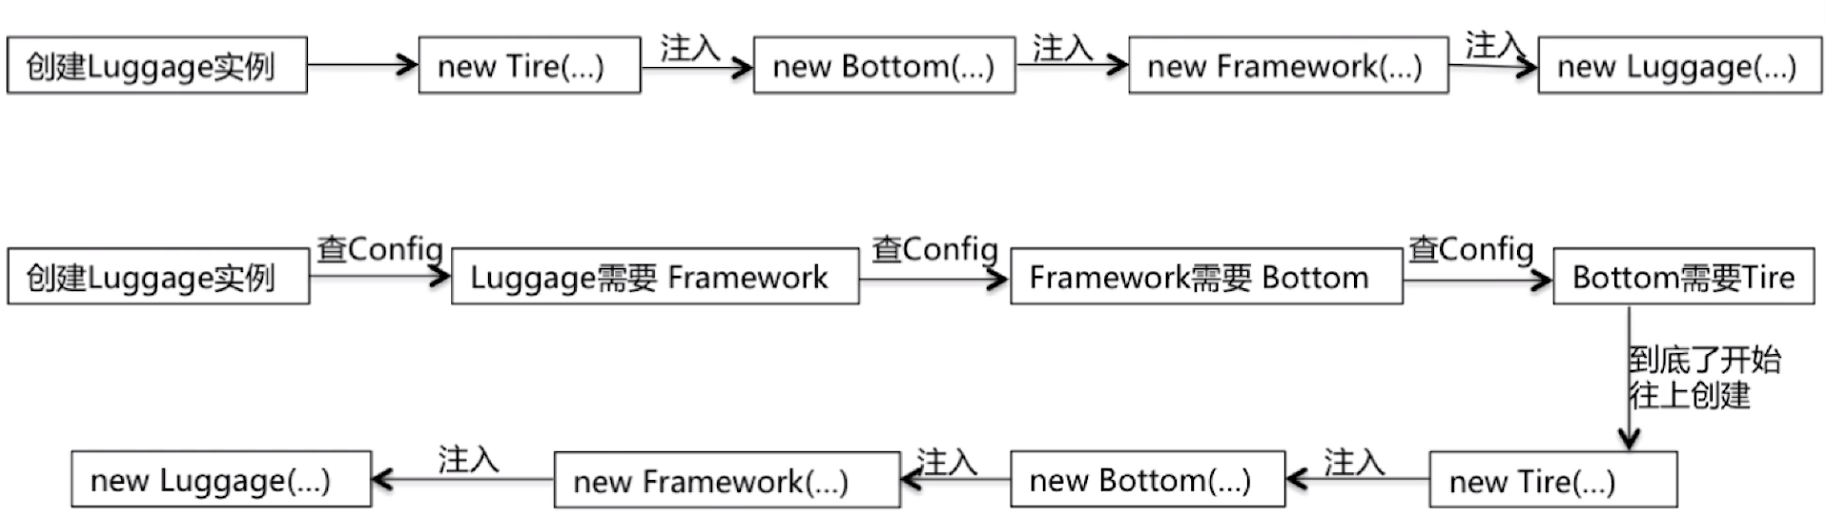 创建Luggage实例
new Tire(...)
注入
new Bottom(...)
注入
new Framework(...)
注入
new Luggage(...)
创建Luggage实例
查Config
Luggage需要 Framework
查Config
Framework需要 Bottom
查Config
Bottom需要Tire
到底了开始
往上创建
new Tire(...)
注入
new Bottom(...)
注入
new Framework(...)
注入
new Luggage(...)